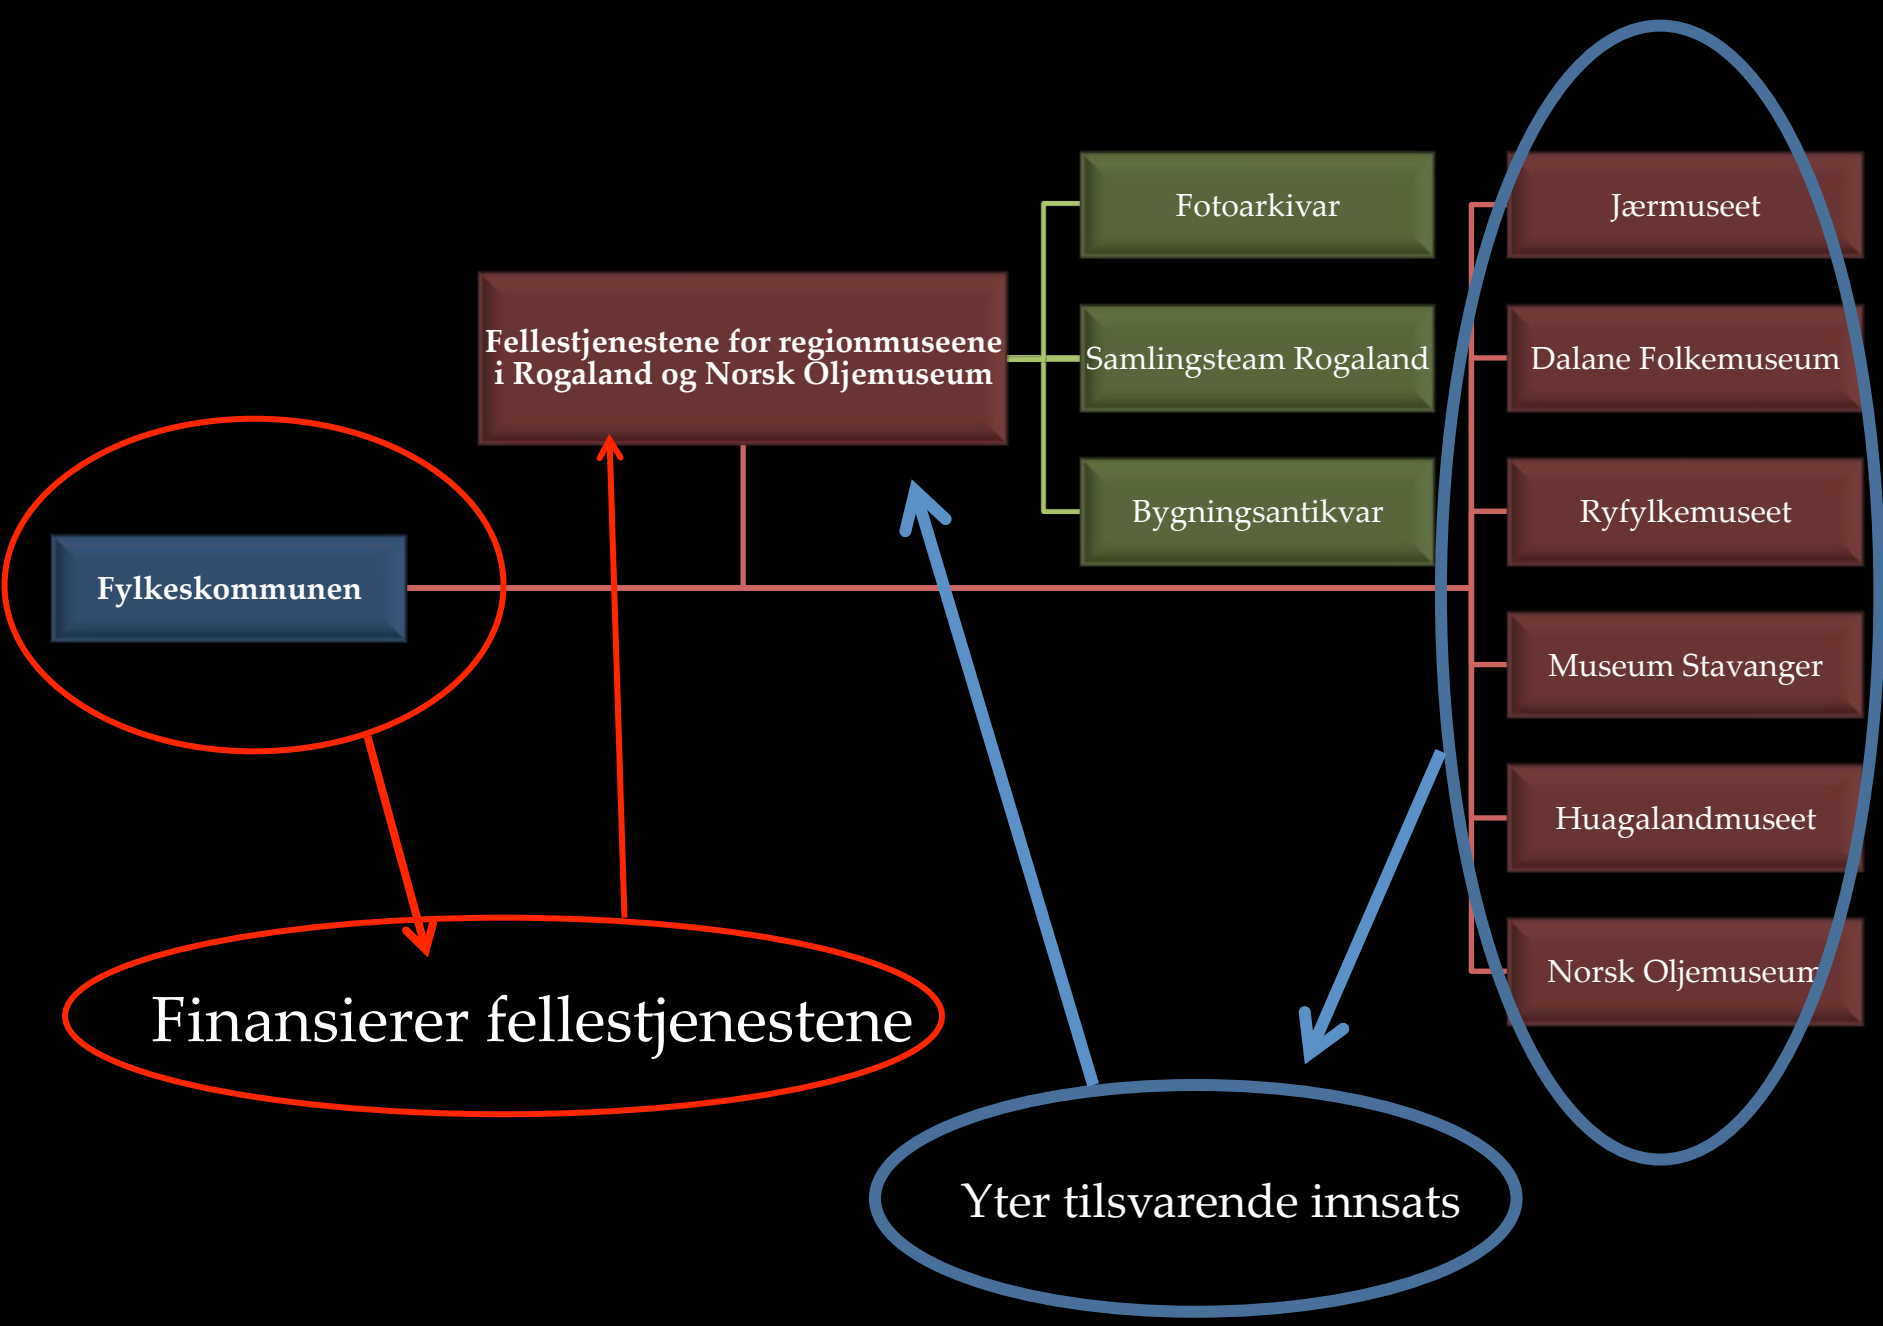 Fylkeskommunen
Fellestjenestene for regionmuseene
i Rogaland og Norsk Oljemuseum
Fotoarkivar
Samlingsteam Rogaland
Bygningsantikvar
Jærmuseet
Dalane Folkemuseum
Ryfylkemuseet
Museum Stavanger
Huagalandmuseet
Norsk Oljemuseum
Finansierer fellestjenestene
Yter tilsvarende innsats